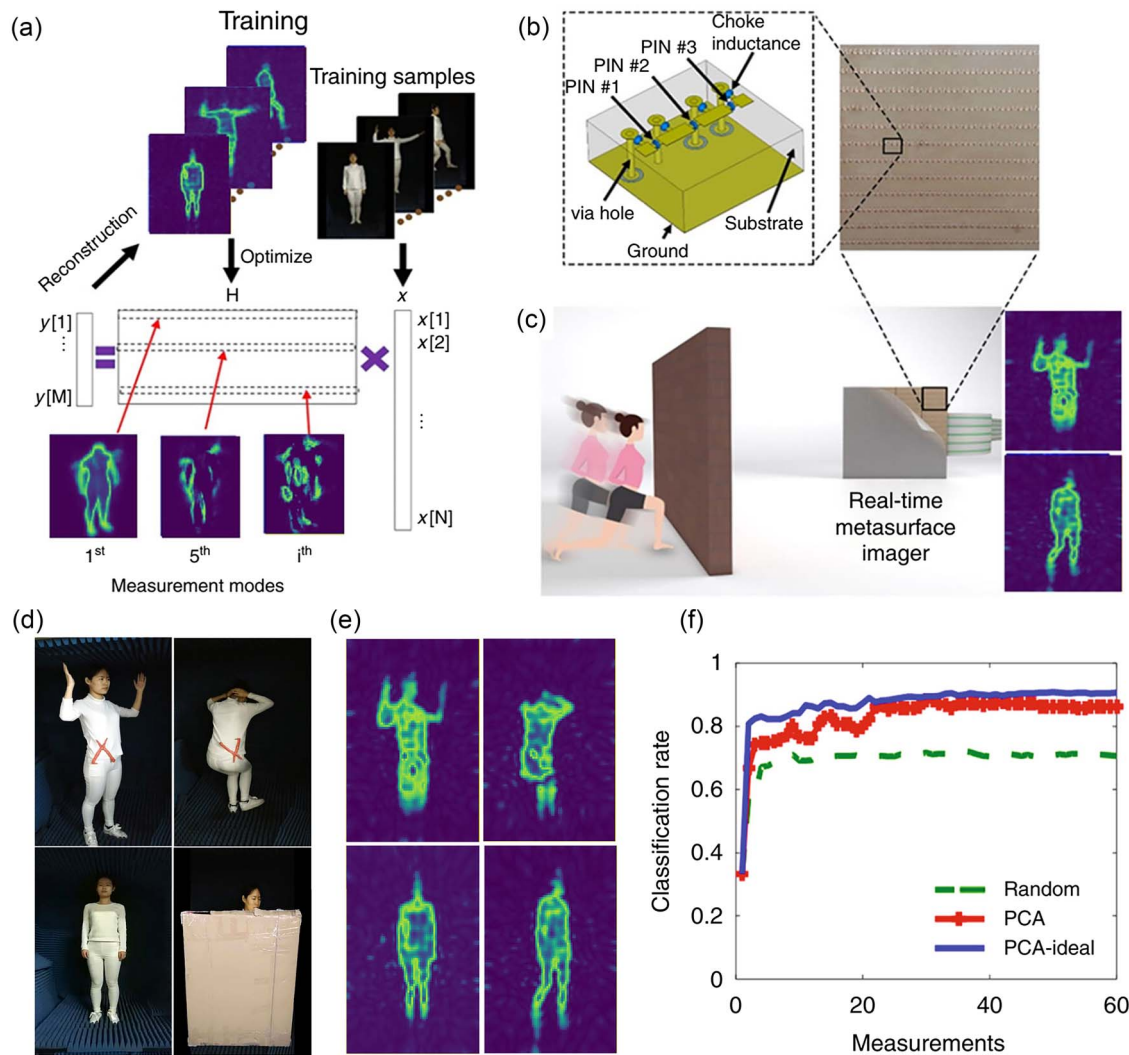 (a)
Training
Training samples
Reconstruction
Optimize
H
x
y[1]
⋮
y[M]
x[1]
x[2]
⋮
x[N]
1st
5th
ith
Measurement modes
(b)
Choke
inductance
PIN #3
PIN #2
PIN #1
via hole
Substrate
Ground
(c)
Real-time
metasurface
imager
(d)
(e)
(f)
Classification rate
1
0.8
0.6
0.4
0.2
0
0
20
40
60
Measurements
Random
PCA
PCA-ideal